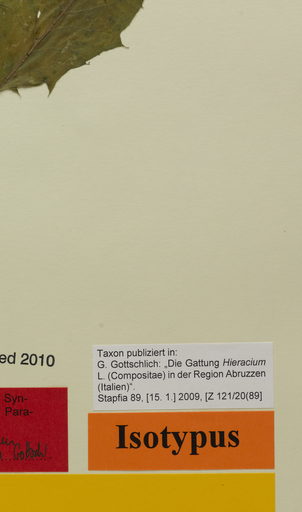 ed 2010
Taxon publiziert in:
G. Gottschlich: „Die Gattung Hieracium
L. (Compositae) in der Region Abruzzen
(Italien)“.
Stapfia 89, [15. 1.] 2009, [Z 121/20(89]
Syn-
Para-
Isotypus